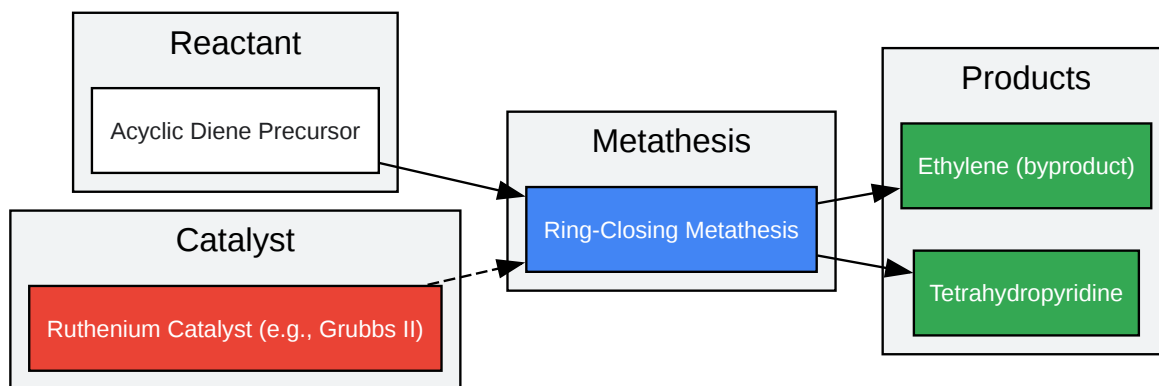 Reactant
Acyclic Diene Precursor
Catalyst
Ruthenium Catalyst (e.g., Grubbs II)
Metathesis
Ring-Closing Metathesis
Products
Ethylene (byproduct)
Tetrahydropyridine